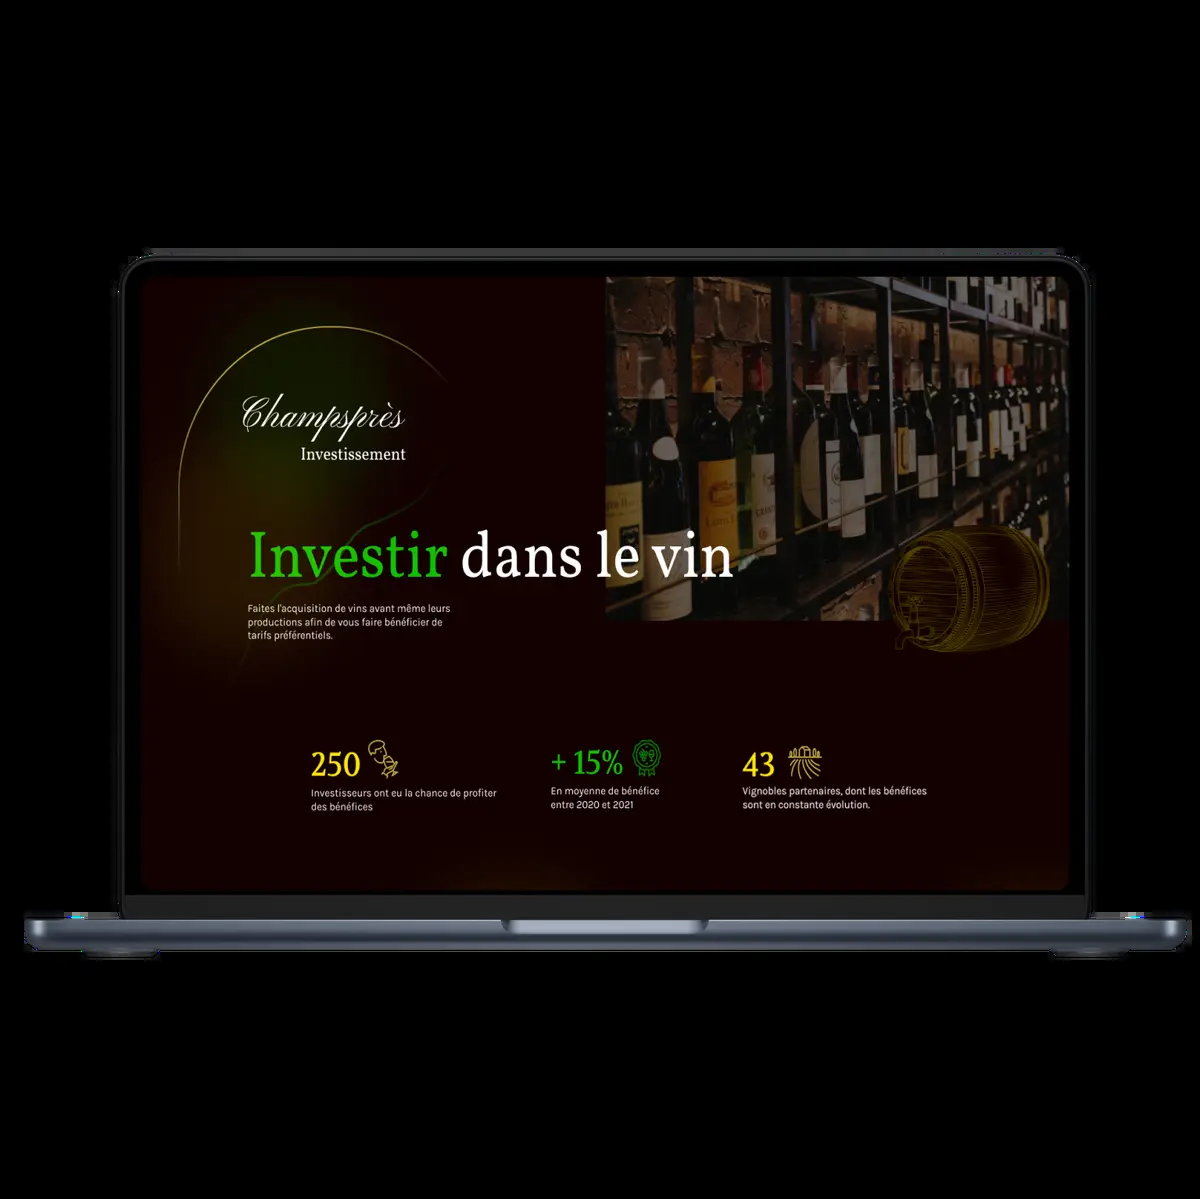 Champsprès
Investissement
Investir dans le vin
Faites l'acquisition de vins avant même leurs
productions afin de vous faire bénéficier de
tarifs préférentiels.
250
Investisseurs ont eu la chance de profiter
des bénéfices
+ 15%
En moyenne de bénéfice
entre 2020 et 2021
43
Vignobles partenaires, dont les bénéfices
sont en constante évolution.